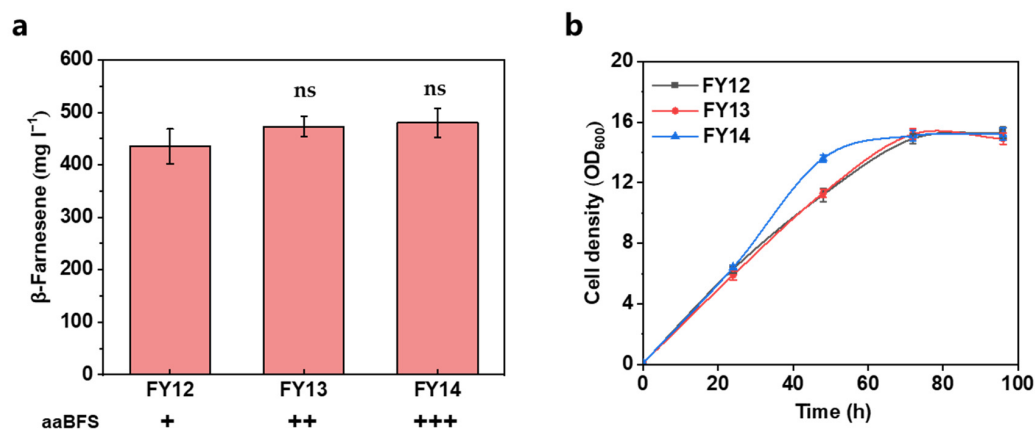 a
600
500
400
300
200
100
0
β-Farnesene (mg l⁻¹)
ns
ns
FY12 FY13 FY14
aaBFS + ++ +++
b
20
16
12
8
4
0
Cell density (OD₆₀₀)
FY12
FY13
FY14
0 20 40 60 80 100
Time (h)